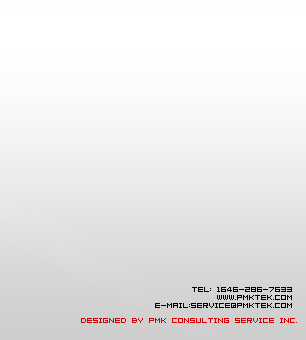 TEL: 1646-286-7633
WWW.PMKTEK.COM
E-MAIL:SERVICE@PMKTEK.COM
DESIGNED BY PMK CONSULTING SERVICE INC.